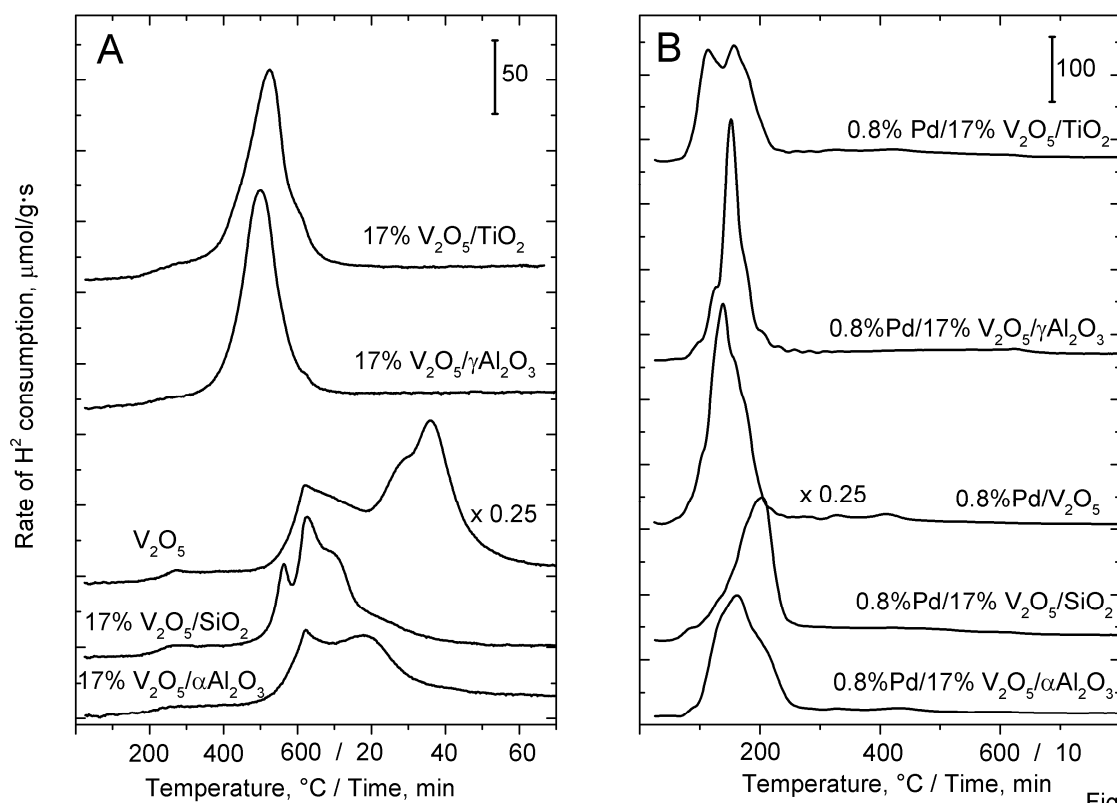 A
50
17% V₂O₅/TiO₂
17% V₂O₅/γAl₂O₃
x 0.25
V₂O₅
17% V₂O₅/SiO₂
17% V₂O₅/αAl₂O₃
Rate of H² consumption, μmol/g·s
200 400 600 / 20 40 60
Temperature, °C / Time, min
B
100
0.8% Pd/17% V₂O₅/TiO₂
0.8%Pd/17% V₂O₅/γAl₂O₃
x 0.25
0.8%Pd/V₂O₅
0.8%Pd/17% V₂O₅/SiO₂
0.8%Pd/17% V₂O₅/αAl₂O₃
200 400 600 / 10
Temperature, °C / Time, min